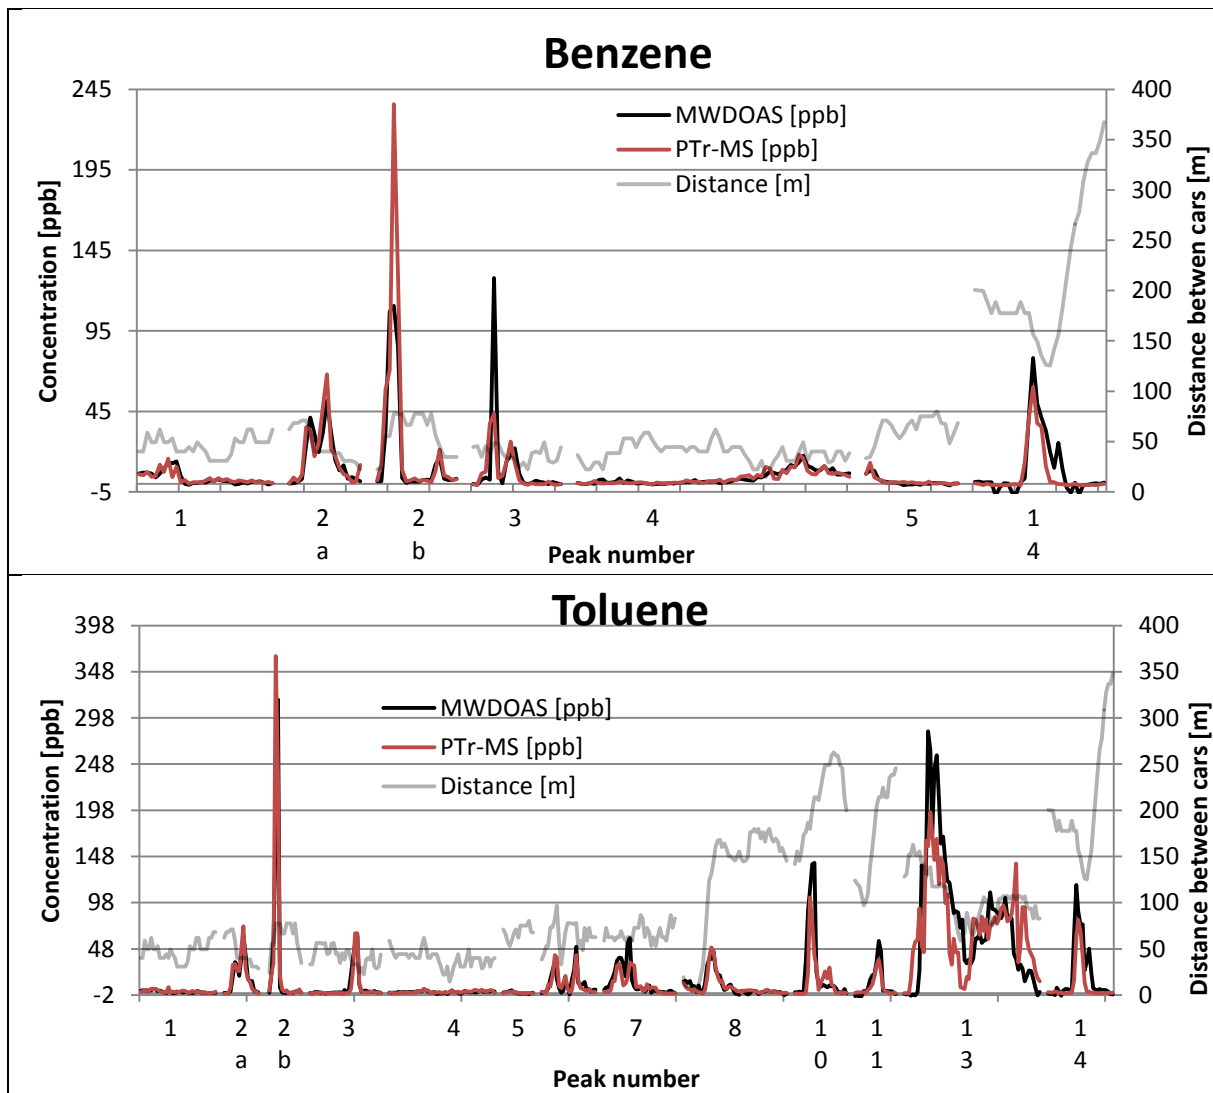 Benzene
MWDOAS [ppb]
PTr-MS [ppb]
Distance [m]
Concentration [ppb]
245
195
145
95
45
-5
Disstance betwen cars [m]
400
350
300
250
200
150
100
50
0
1 2 2 3 4 5 1
a b 4
Peak number
Toluene
MWDOAS [ppb]
PTr-MS [ppb]
Distance [m]
Concentration [ppb]
398
348
298
248
198
148
98
48
-2
Distance between cars [m]
400
350
300
250
200
150
100
50
0
1 2 2 3 4 5 6 7 8 1 1 1 1
a b 0 1 3 4
Peak number